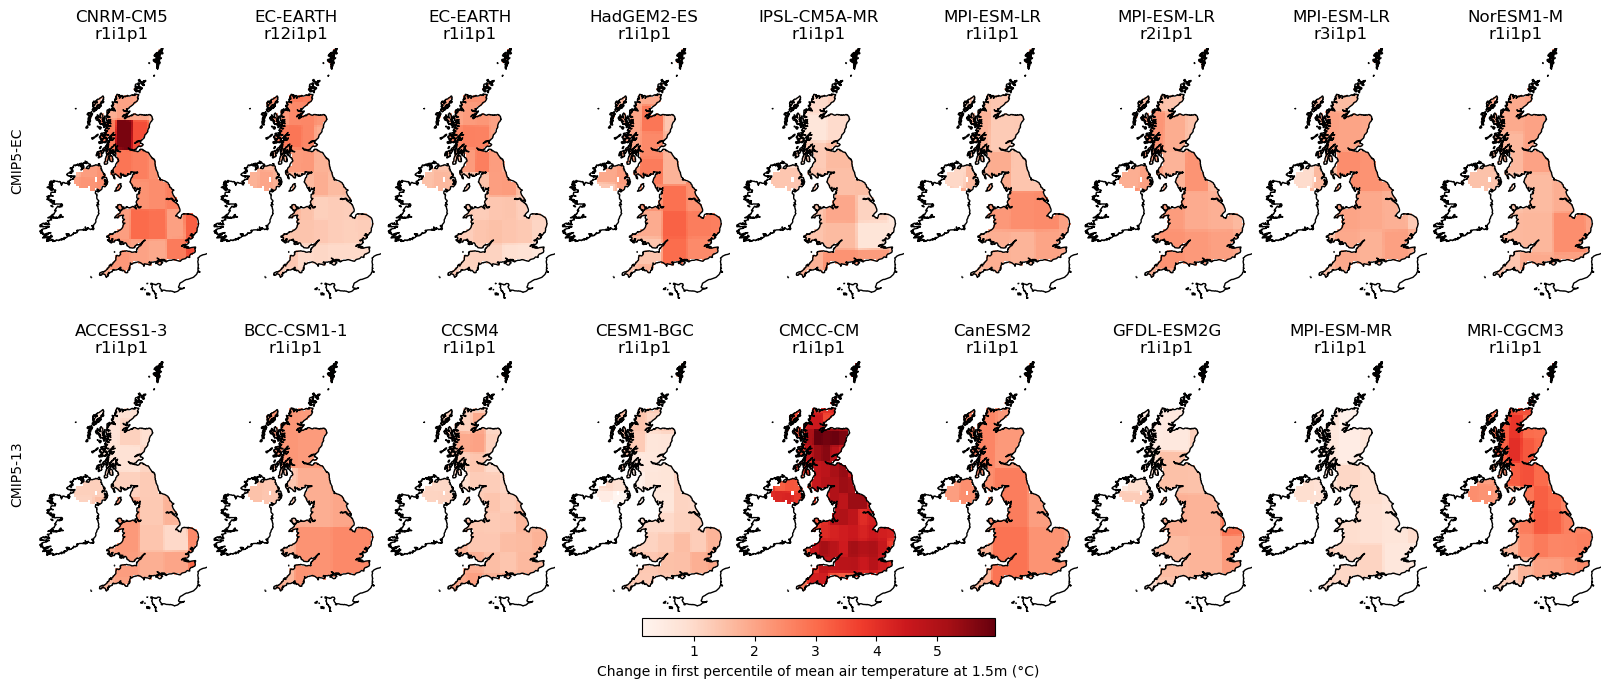 CNRM-CM5
r1i1p1
EC-EARTH
r12i1p1
EC-EARTH
r1i1p1
HadGEM2-ES
r1i1p1
IPSL-CM5A-MR
r1i1p1
MPI-ESM-LR
r1i1p1
MPI-ESM-LR
r2i1p1
MPI-ESM-LR
r3i1p1
NorESM1-M
r1i1p1
CMIP5-EC
ACCESS1-3
r1i1p1
BCC-CSM1-1
r1i1p1
CCSM4
r1i1p1
CESM1-BGC
r1i1p1
CMCC-CM
r1i1p1
CanESM2
r1i1p1
GFDL-ESM2G
r1i1p1
MPI-ESM-MR
r1i1p1
MRI-CGCM3
r1i1p1
CMIP5-13
1 2 3 4 5
Change in first percentile of mean air temperature at 1.5m (°C)